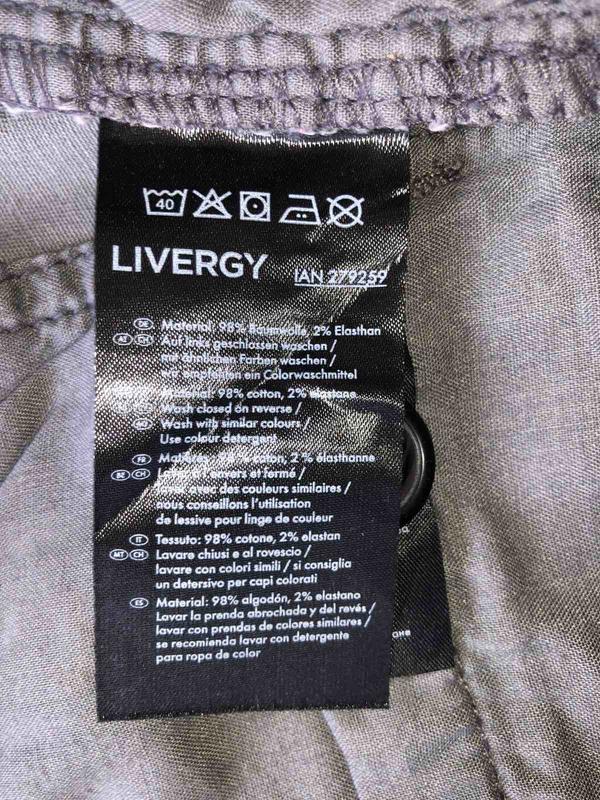 40
LIVERGY
IAN 279259
DE Material: 98% Baumwolle, 2% Elasthan
AT CH Auf links geschlossen waschen /
mit ähnlichen Farben waschen /
wir empfehlen ein Colorwaschmittel
Material: 98% cotton, 2% elastane
Wash closed on reverse /
MT Wash with similar colours /
Use colour detergent
FR Matières: 98 % coton, 2 % élasthanne
BE CH envers et fermé /
avec des couleurs similaires /
nous conseillons l'utilisation
de lessive pour linge de couleur
IT Tessuto: 98% cotone, 2% elastan
MT CH Lavare chiusi e al rovescio /
lavare con colori simili / si consiglia
un detersivo per capi colorati
ES Material: 98% algodón, 2% elastano
Lavar la prenda abrochada y del revés /
lavar con prendas de colores similares /
se recomienda lavar con detergente
para ropa de color